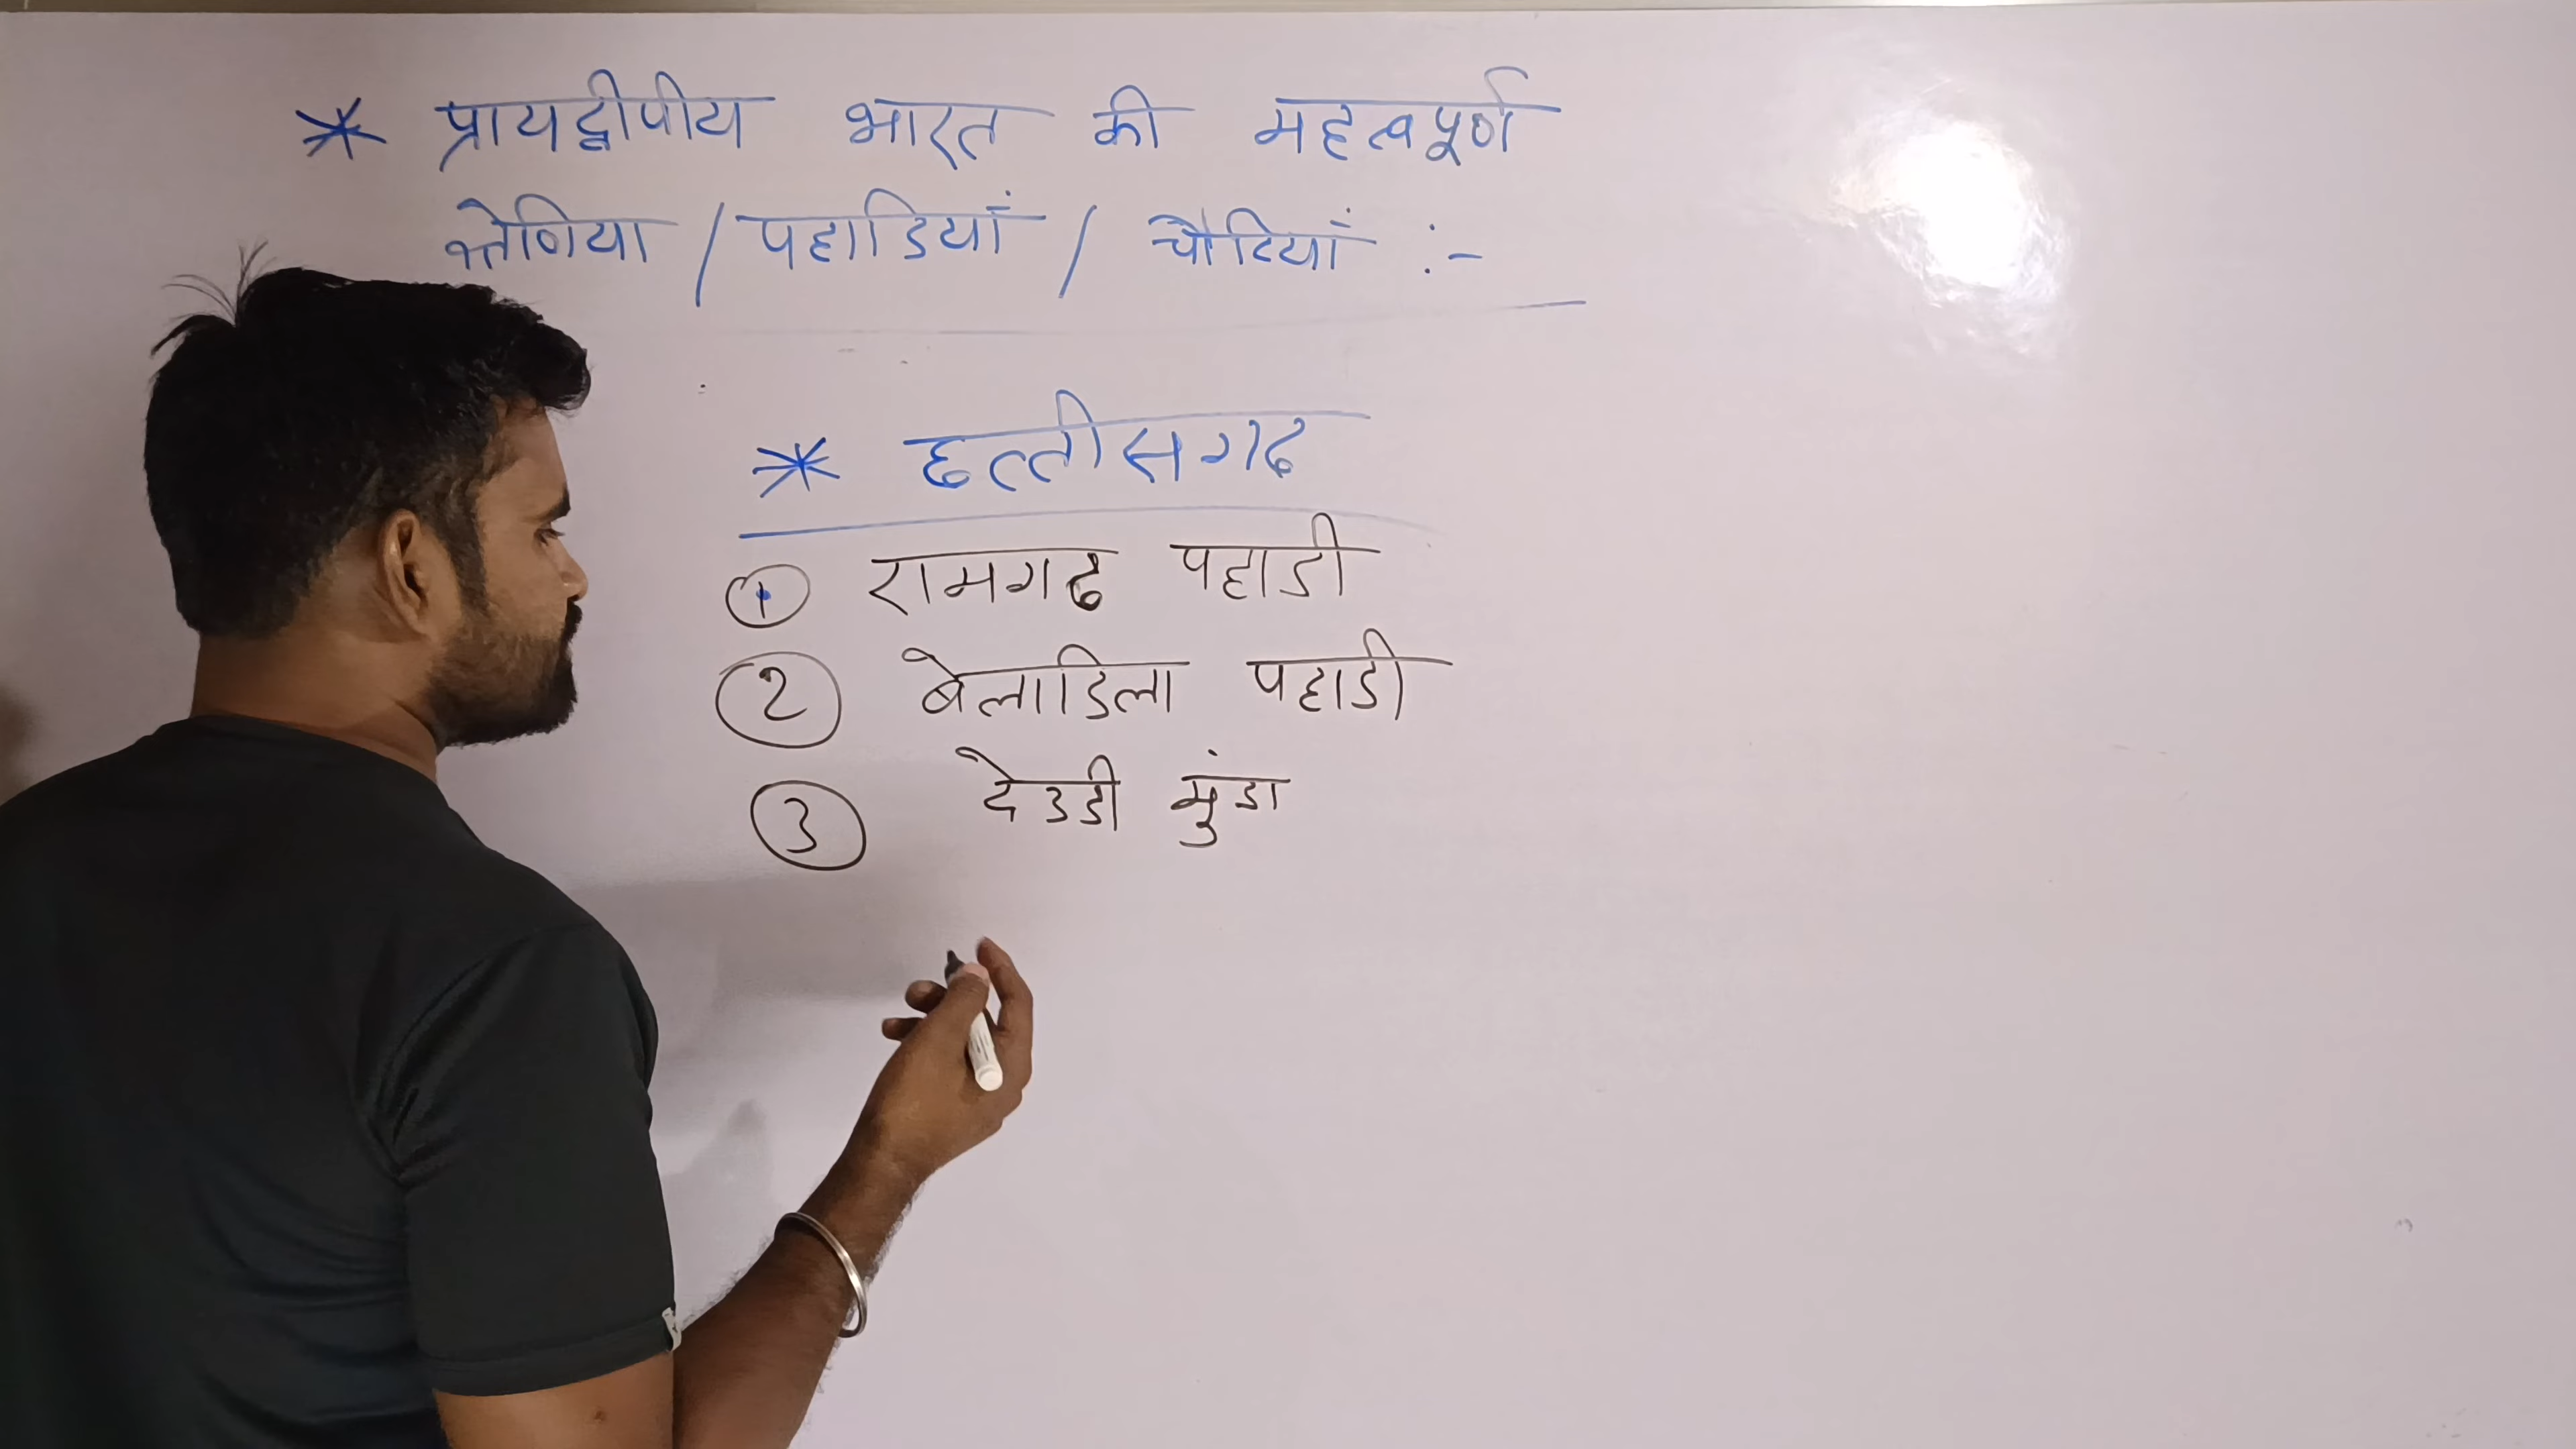 * प्रायद्वीपीय भारत की महत्वपूर्ण
श्रेणिया / पहाडियां / चौटियां :-
* छत्तीसगढ
1 रामगढ पहाडी
2 बेलाडिला पहाडी
3 देउडी मुंडा